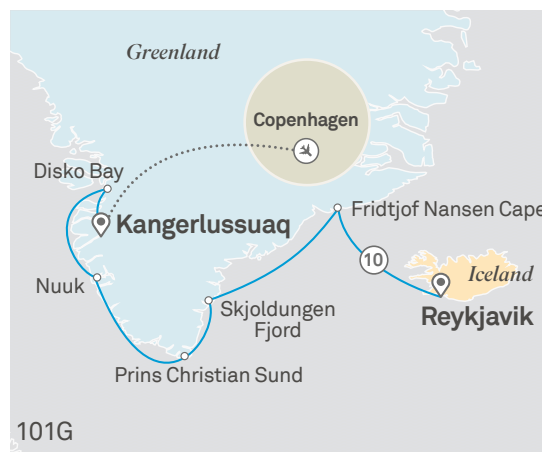 Greenland
Copenhagen
Disko Bay
Kangerlussuaq
Fridtjof Nansen Cape
10
Iceland
Nuuk
Skjoldungen
Fjord
Reykjavik
Prins Christian Sund
101G